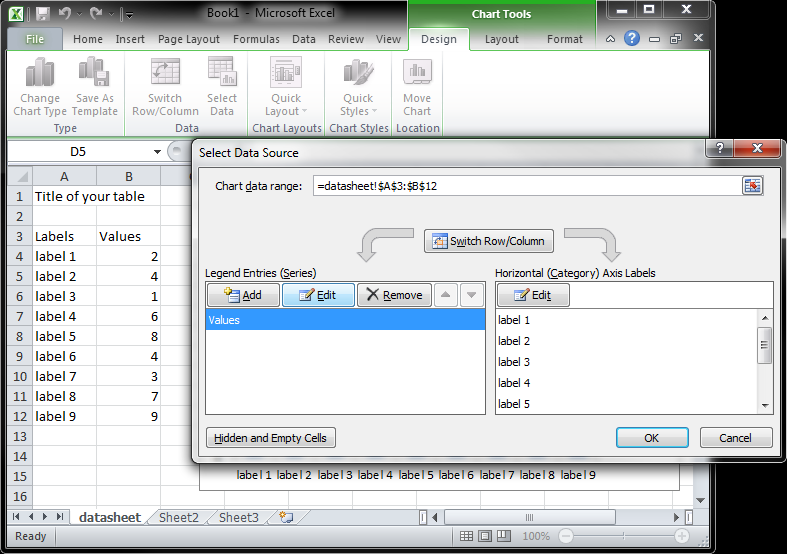 Book1 - Microsoft Excel
Chart Tools
File Home Insert Page Layout Formulas Data Review View Design Layout Format
Change Chart Type
Save As Template
Switch Row/Column
Select Data
Quick Layout
Quick Styles
Move Chart
Type Data Chart Layouts Chart Styles Location
D5
A B
1 Title of your table
2
3 Labels Values
4 label 1 2
5 label 2 4
6 label 3 1
7 label 4 6
8 label 5 8
9 label 6 4
10 label 7 3
11 label 8 7
12 label 9 9
13
14
15
16
Select Data Source
Chart data range: =datasheet!$A$3:$B$12
Switch Row/Column
Legend Entries (Series)
Add Edit Remove
Values
Horizontal (Category) Axis Labels
Edit
label 1
label 2
label 3
label 4
label 5
Hidden and Empty Cells
OK Cancel
label 1 label 2 label 3 label 4 label 5 label 6 label 7 label 8 label 9
datasheet Sheet2 Sheet3
Ready 100%